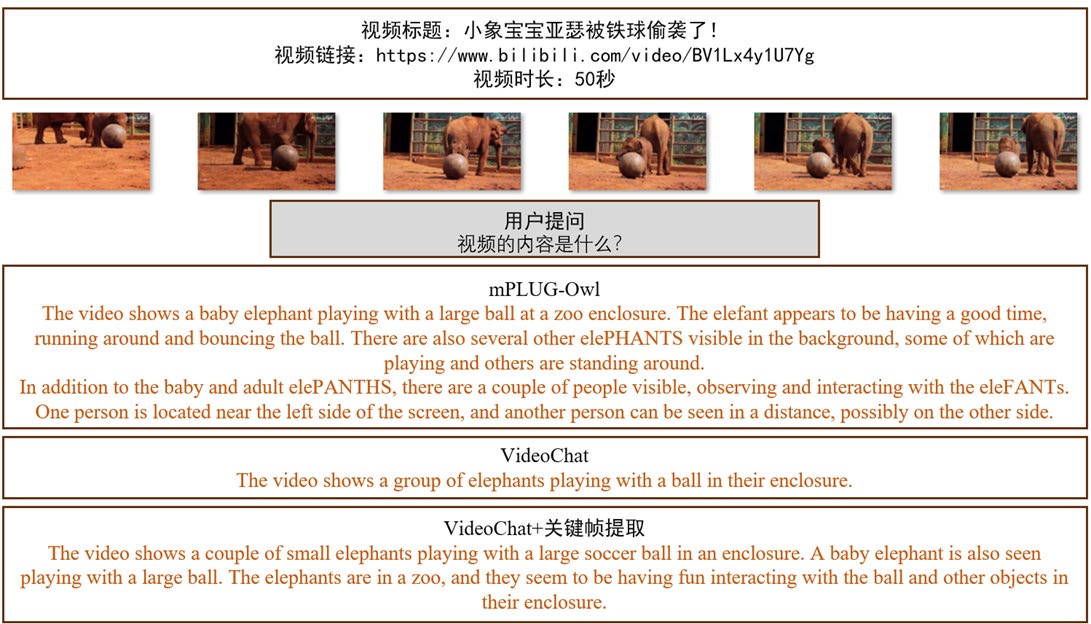 视频标题：小象宝宝亚瑟被铁球偷袭了！
视频链接：https://www.bilibili.com/video/BV1Lx4y1U7Yg
视频时长：50秒
用户提问
视频的内容是什么？
mPLUG-Owl
The video shows a baby elephant playing with a large ball at a zoo enclosure. The elefant appears to be having a good time,
running around and bouncing the ball. There are also several other elePHANTS visible in the background, some of which are
playing and others are standing around.
In addition to the baby and adult elePANTHS, there are a couple of people visible, observing and interacting with the eleFANTs.
One person is located near the left side of the screen, and another person can be seen in a distance, possibly on the other side.
VideoChat
The video shows a group of elephants playing with a ball in their enclosure.
VideoChat+关键帧提取
The video shows a couple of small elephants playing with a large soccer ball in an enclosure. A baby elephant is also seen
playing with a large ball. The elephants are in a zoo, and they seem to be having fun interacting with the ball and other objects in
their enclosure.